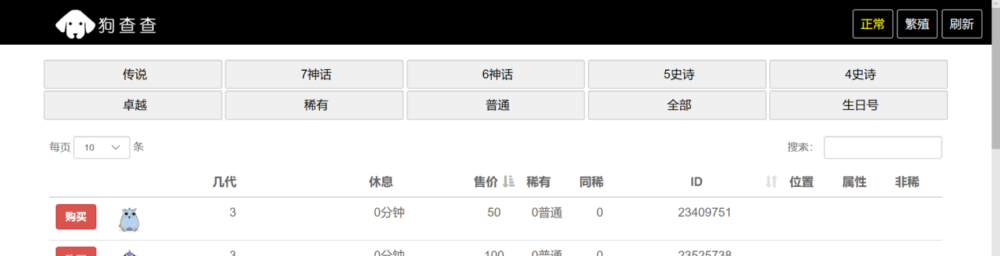 狗查查 正常 繁殖 刷新
传说 7神话 6神话 5史诗 4史诗
卓越 稀有 普通 全部 生日号
每页 10 条 搜索：
几代 休息 售价 稀有 同稀 ID 位置 属性 非稀
购买 3 0分钟 50 0普通 0 23409751
3 0分钟 100 0普通 0 23525738